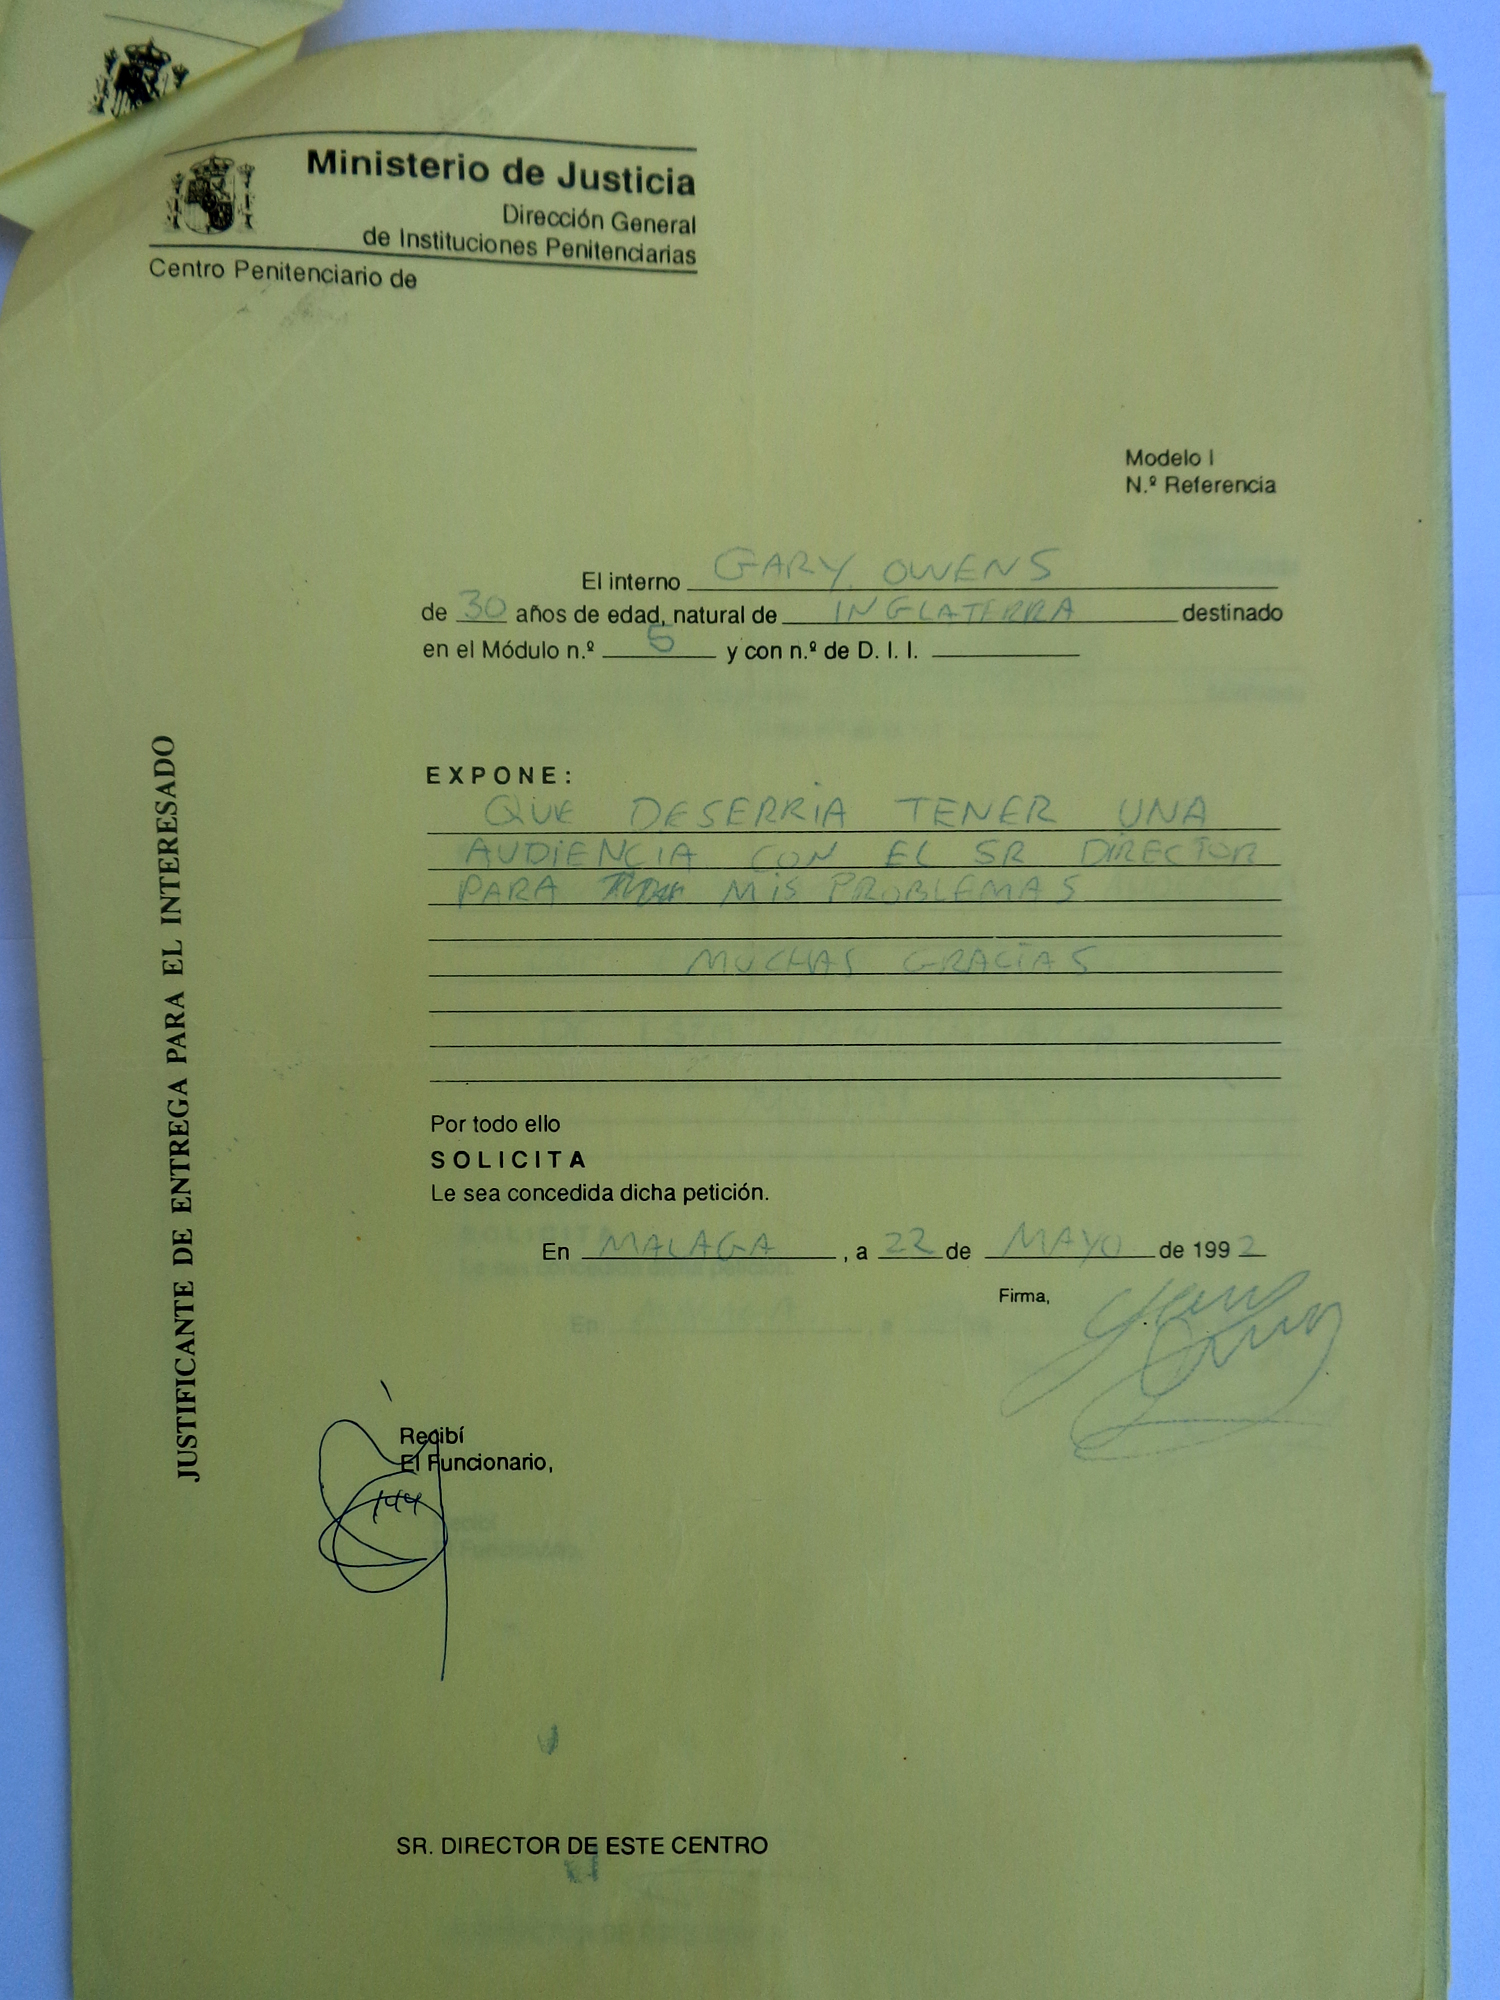 Ministerio de Justicia
Dirección General
de Instituciones Penitenciarias
Centro Penitenciario de
Modelo I
N.º Referencia
El interno GARY OWENS
de 30 años de edad, natural de INGLATERRA destinado
en el Módulo n.º 5 y con n.º de D. I. I.
EXPONE:
QUE DESERRIA TENER UNA
AUDIENCIA CON EL SR DIRECTOR
PARA MIS PROBLEMAS
MUCHAS GRACIAS
Por todo ello
SOLICITA
Le sea concedida dicha petición.
En MALAGA, a 22 de MAYO de 1992
Firma,
Recibí
El Funcionario,
144
SR. DIRECTOR DE ESTE CENTRO
JUSTIFICANTE DE ENTREGA PARA EL INTERESADO